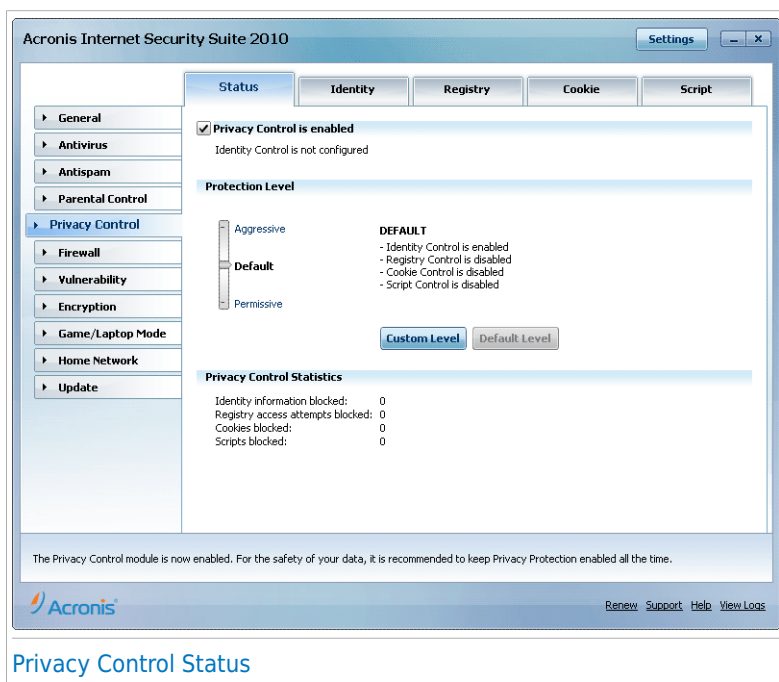 Acronis Internet Security Suite 2010
Settings
Status
Identity
Registry
Cookie
Script
General
Antivirus
Antispam
Parental Control
Privacy Control
Firewall
Vulnerability
Encryption
Game/Laptop Mode
Home Network
Update
Privacy Control is enabled
Identity Control is not configured
Protection Level
Aggressive
Default
Permissive
DEFAULT
- Identity Control is enabled
- Registry Control is disabled
- Cookie Control is disabled
- Script Control is disabled
Custom Level
Default Level
Privacy Control Statistics
Identity information blocked: 0
Registry access attempts blocked: 0
Cookies blocked: 0
Scripts blocked: 0
The Privacy Control module is now enabled. For the safety of your data, it is recommended to keep Privacy Protection enabled all the time.
Acronis
Renew Support Help View Logs
Privacy Control Status